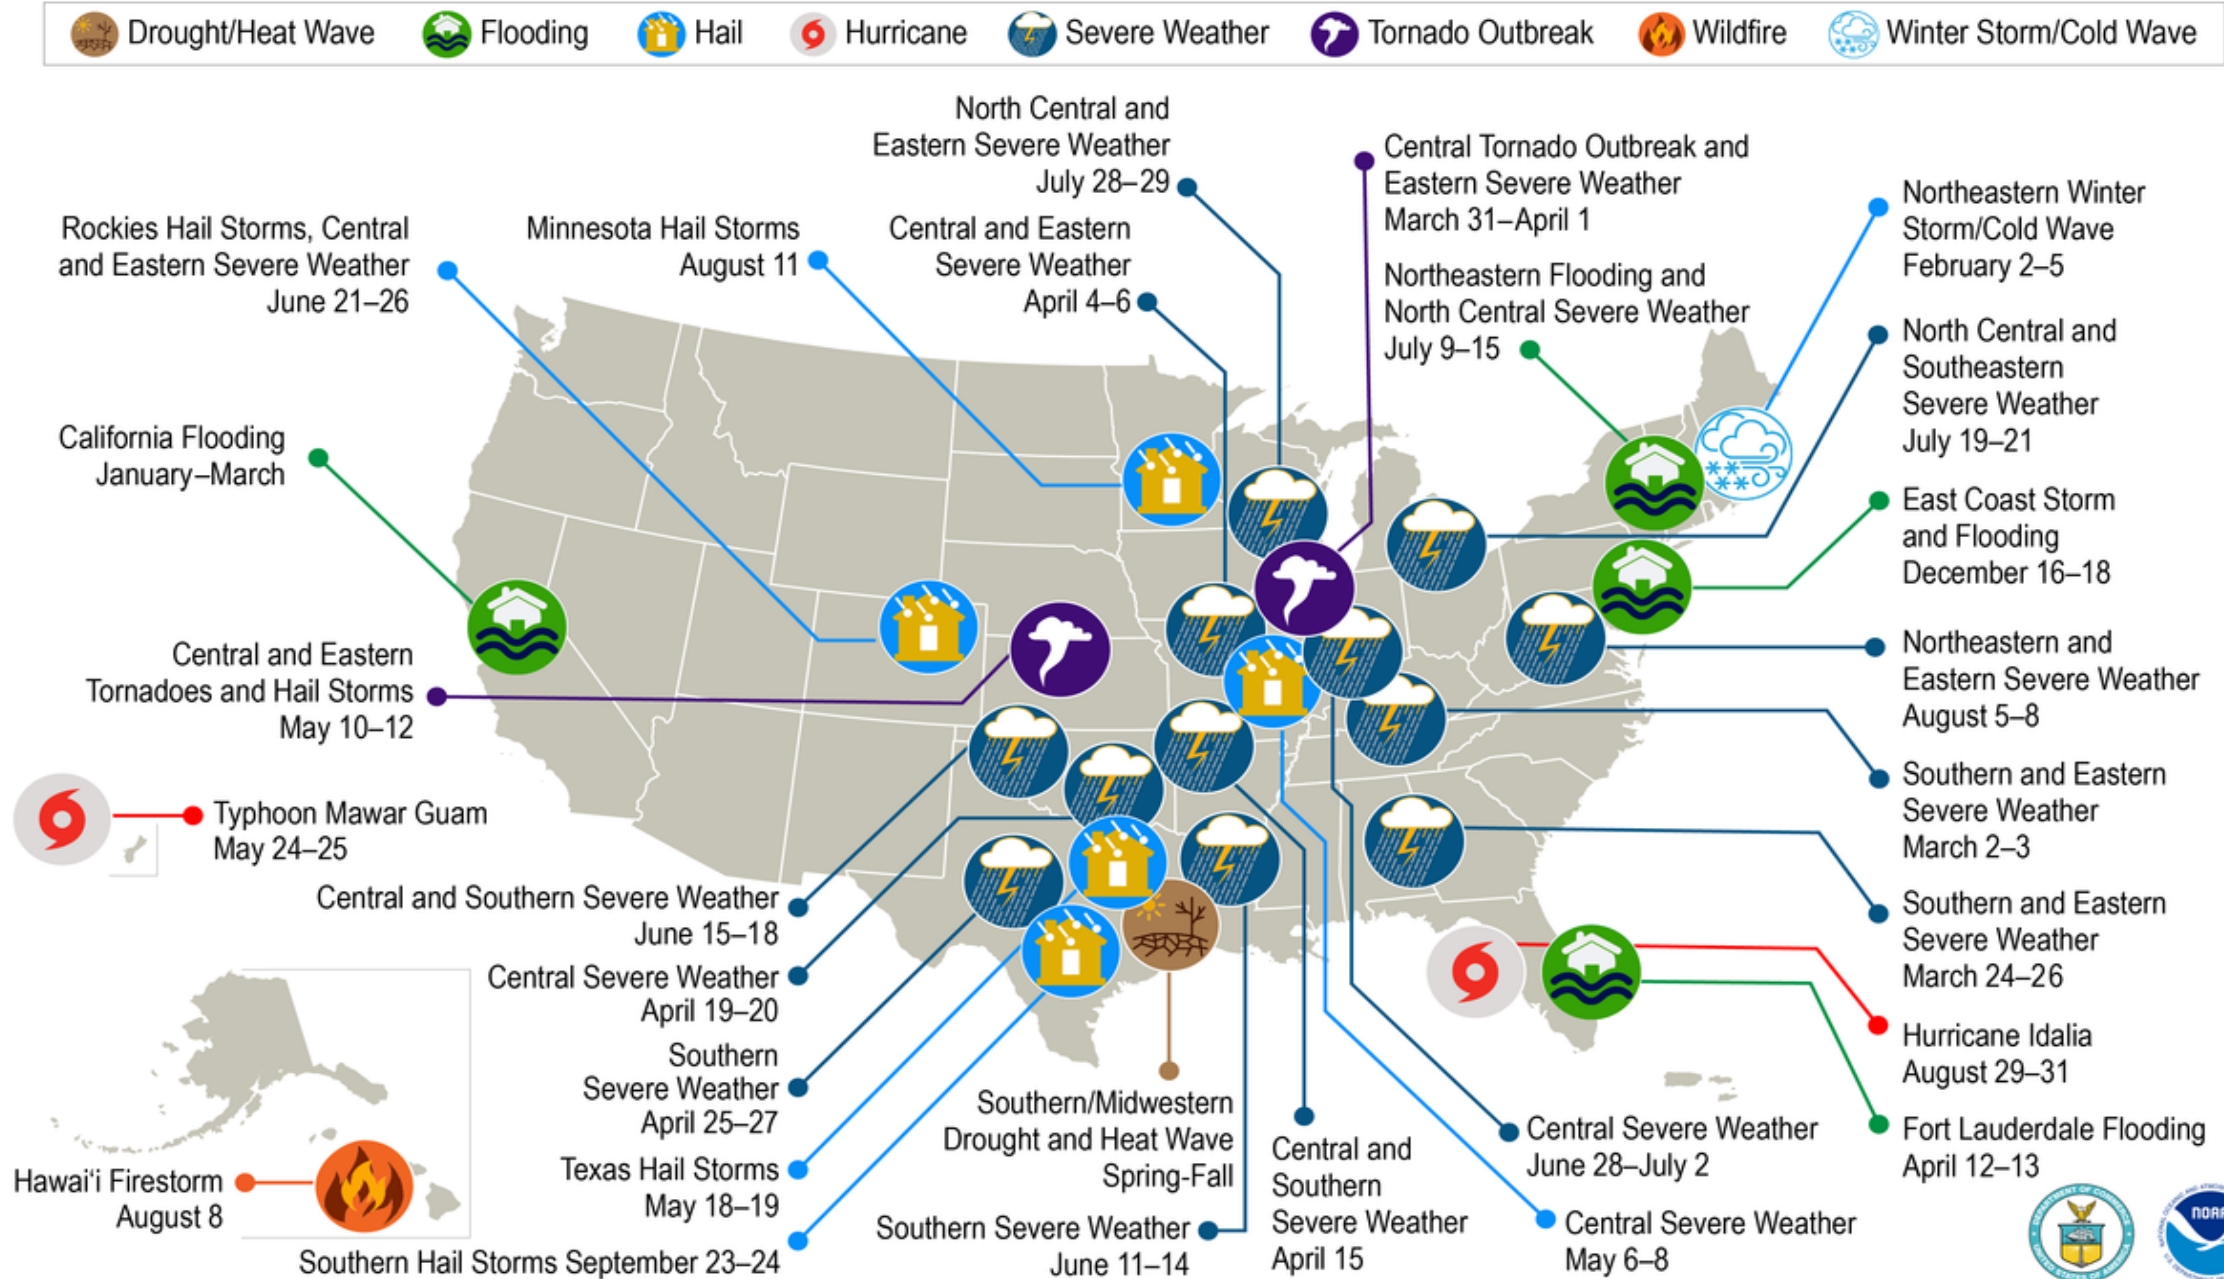 Drought/Heat Wave
Flooding
Hail
Hurricane
Severe Weather
Tornado Outbreak
Wildfire
Winter Storm/Cold Wave
North Central and
Eastern Severe Weather
July 28–29
Central Tornado Outbreak and
Eastern Severe Weather
March 31–April 1
Northeastern Winter
Storm/Cold Wave
February 2–5
Rockies Hail Storms, Central
and Eastern Severe Weather
June 21–26
Minnesota Hail Storms
August 11
Central and Eastern
Severe Weather
April 4–6
Northeastern Flooding and
North Central Severe Weather
July 9–15
North Central and
Southeastern
Severe Weather
July 19–21
California Flooding
January–March
East Coast Storm
and Flooding
December 16–18
Central and Eastern
Tornadoes and Hail Storms
May 10–12
Northeastern and
Eastern Severe Weather
August 5–8
Typhoon Mawar Guam
May 24–25
Southern and Eastern
Severe Weather
March 2–3
Central and Southern Severe Weather
June 15–18
Southern and Eastern
Severe Weather
March 24–26
Central Severe Weather
April 19–20
Hurricane Idalia
August 29–31
Southern
Severe Weather
April 25–27
Fort Lauderdale Flooding
April 12–13
Hawai‘i Firestorm
August 8
Texas Hail Storms
May 18–19
Southern Hail Storms September 23–24
Southern/Midwestern
Drought and Heat Wave
Spring-Fall
Southern Severe Weather
June 11–14
Central and
Southern
Severe Weather
April 15
Central Severe Weather
June 28–July 2
Central Severe Weather
May 6–8
DEPARTMENT OF COMMERCE
UNITED STATES OF AMERICA